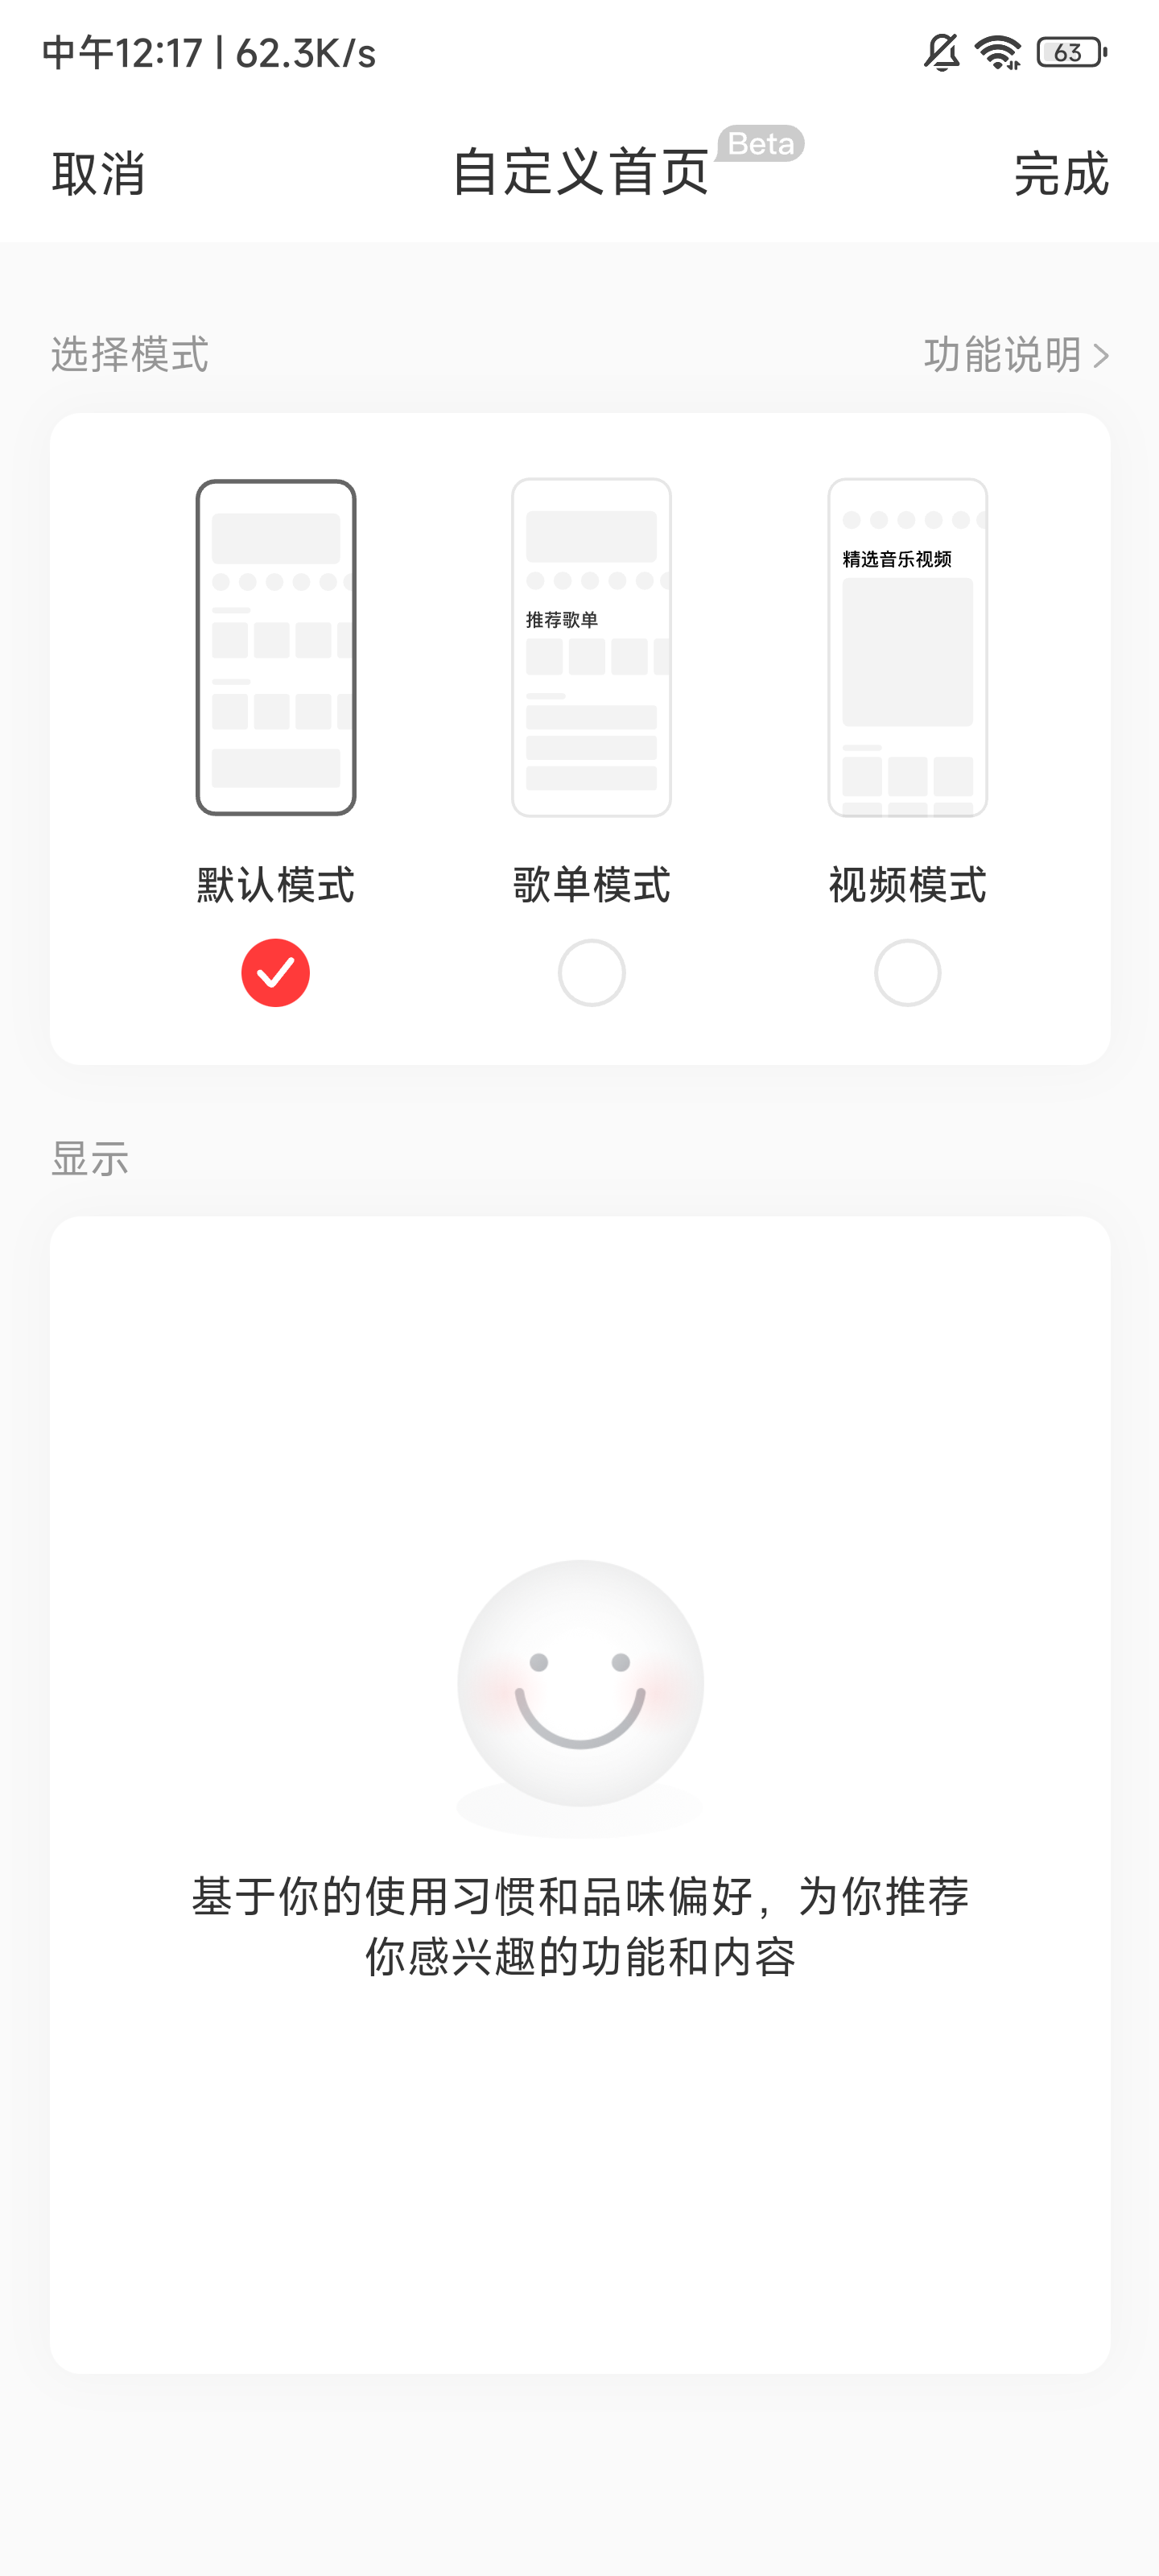 中午12:17 | 62.3K/s
63
取消
自定义首页
Beta
完成
选择模式
功能说明 >
推荐歌单
精选音乐视频
默认模式
歌单模式
视频模式
显示
基于你的使用习惯和品味偏好，为你推荐
你感兴趣的功能和内容